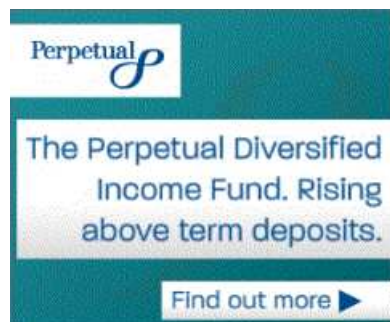 Perpetual
The Perpetual Diversified
Income Fund. Rising
above term deposits.
Find out more